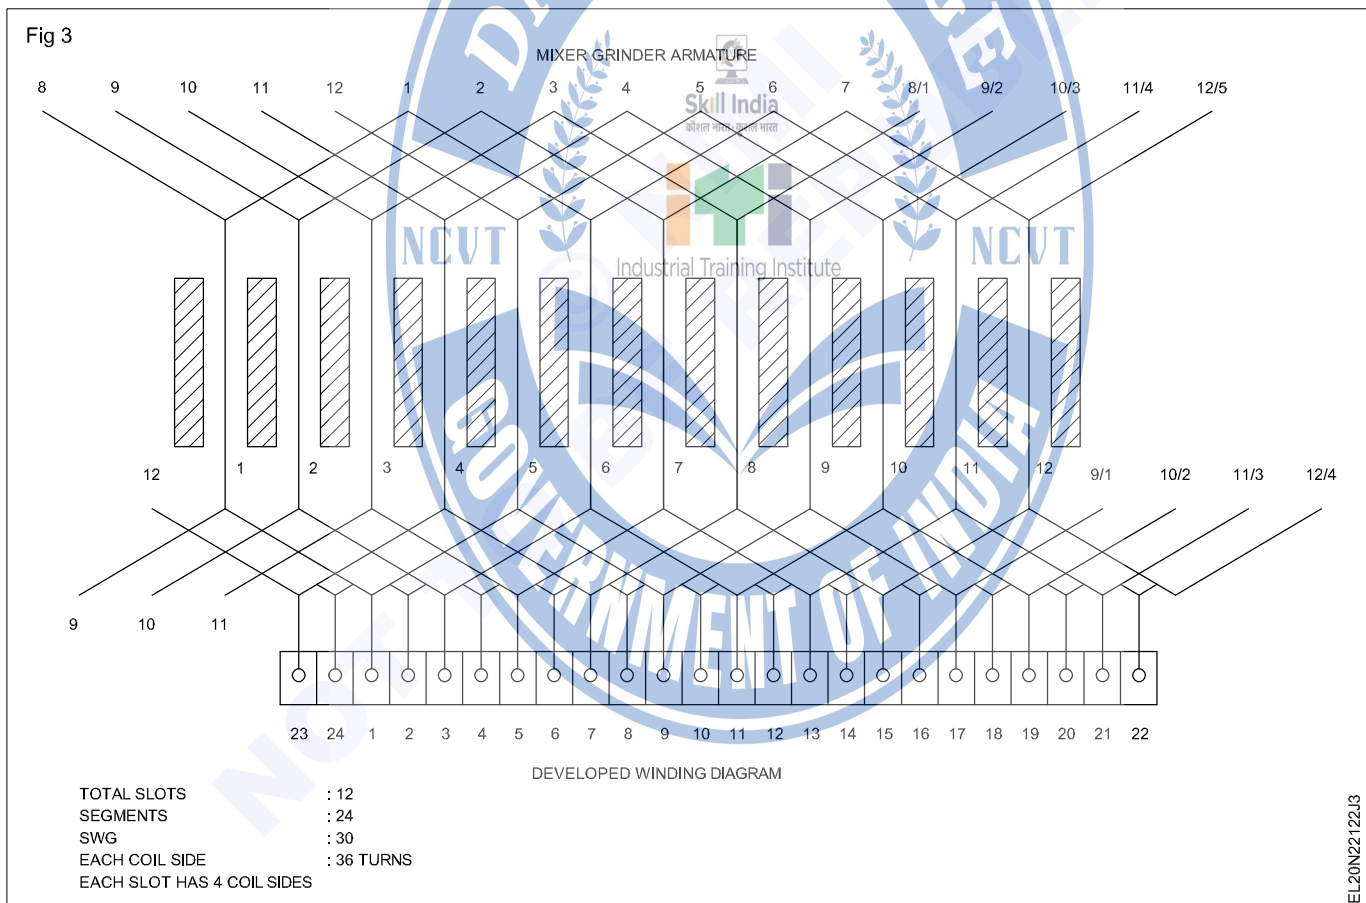 Fig 3
MIXER GRINDER ARMATURE
8 9 10 11 12 1 2 3 4 5 6 7 8/1 9/2 10/3 11/4 12/5
Skill India
कौशल भारत - कुशल भारत
iTi
NCVT NCVT
Industrial Training Institute
12 1 2 3 4 5 6 7 8 9 10 11 12 9/1 10/2 11/3 12/4
GOVERNMENT OF INDIA
9 10 11
23 24 1 2 3 4 5 6 7 8 9 10 11 12 13 14 15 16 17 18 19 20 21 22
DEVELOPED WINDING DIAGRAM
TOTAL SLOTS : 12
SEGMENTS : 24
SWG : 30
EACH COIL SIDE : 36 TURNS
EACH SLOT HAS 4 COIL SIDES
EL20N22122J3